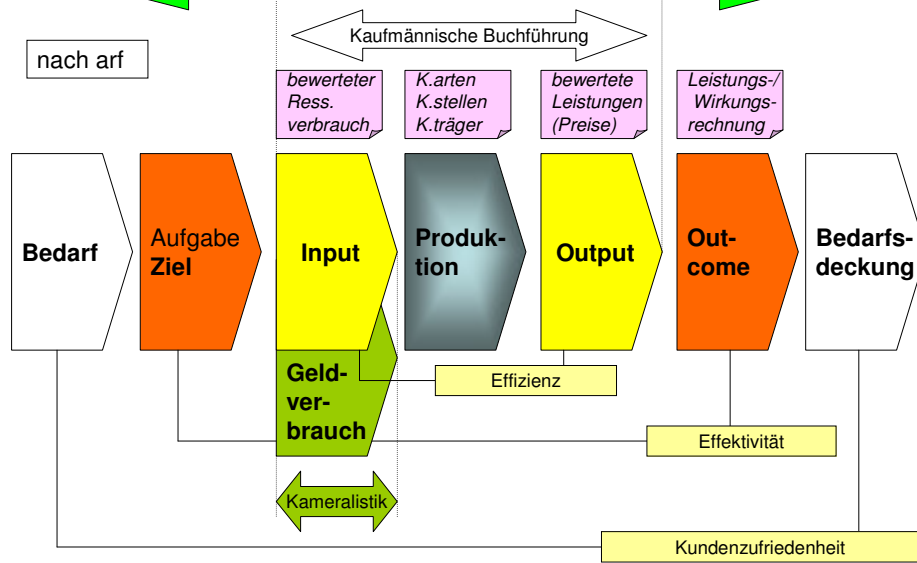 Kaufmännische Buchführung
nach arf
bewerteter
Ress.
verbrauch
K.arten
K.stellen
K.träger
bewertete
Leistungen
(Preise)
Leistungs-/
Wirkungs-
rechnung
Bedarf
Aufgabe
Ziel
Input
Produk-
tion
Output
Out-
come
Bedarfs-
deckung
Geld-
ver-
brauch
Effizienz
Effektivität
Kameralistik
Kundenzufriedenheit